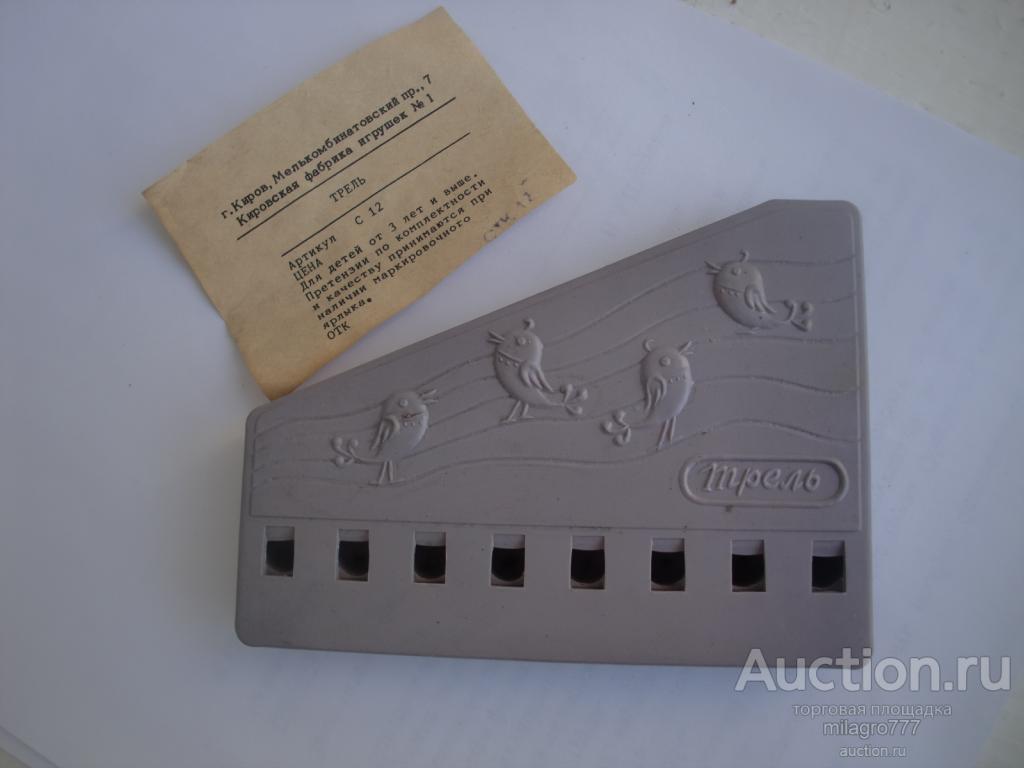 г.Киров, Мелькомбинатовский пр.,7
Кировская фабрика игрушек № 1
ТРЕЛЬ
Артикул С 12
ЦЕНА
Для детей от 3 лет и выше.
Претензии по комплектности
и качеству принимаются при
наличии маркировочного
ярлыка.
ОТК
трель
Auction.ru
торговая площадка
milagro777
auction.ru